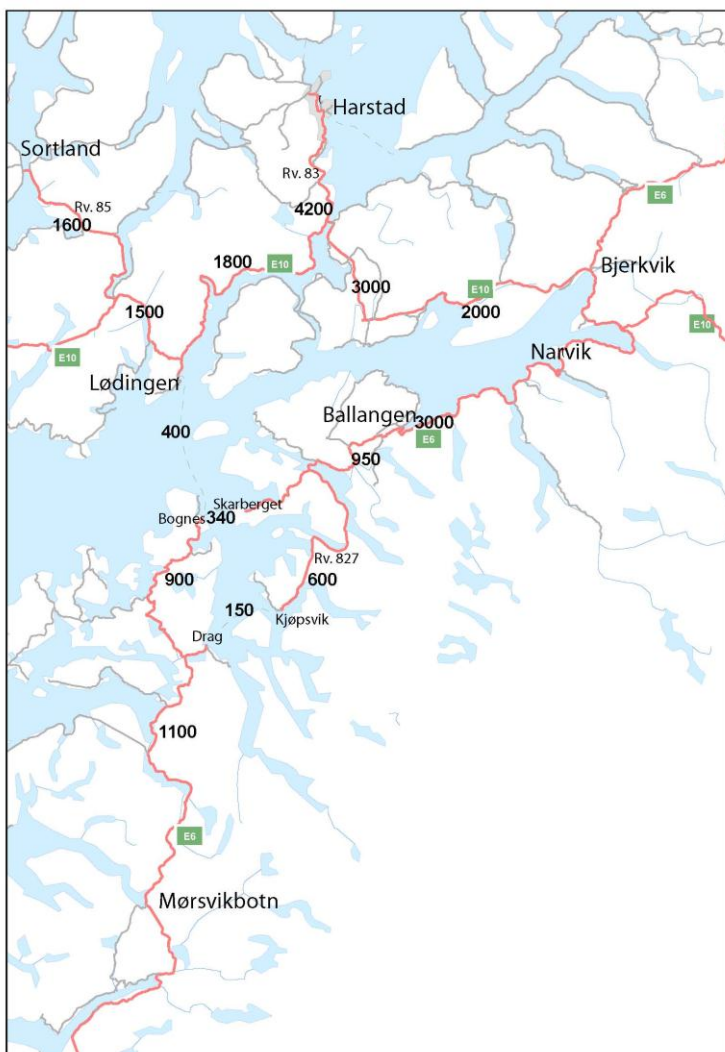 Harstad
Sortland
Rv. 83
E6
Rv. 85
4200
1600
1800
E10
Bjerkvik
3000
E10
1500
2000
E10
Narvik
E10
Lødingen
Ballangen
3000
400
E6
950
Skarberget
Bognes
340
Rv. 827
900
600
150
Kjøpsvik
Drag
1100
E6
Mørsvikbotn